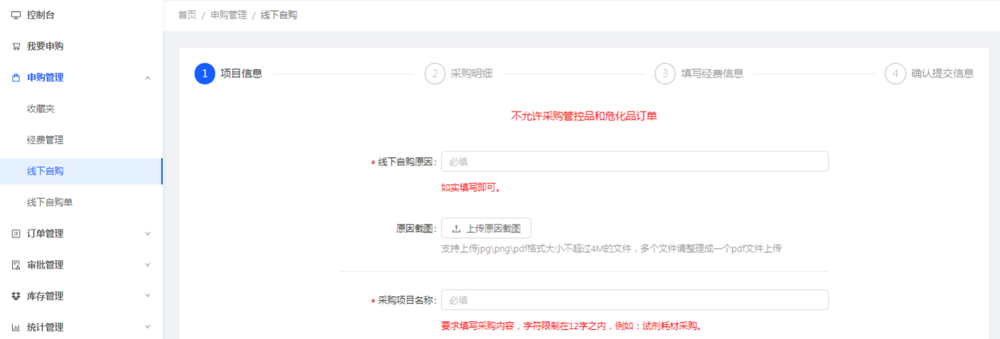 控制台
我要申购
申购管理
收藏夹
经费管理
线下自购
线下自购单
订单管理
审批管理
库存管理
统计管理
首页 / 申购管理 / 线下自购
1 项目信息
2 采购明细
3 填写经费信息
4 确认提交信息
不允许采购管控品和危化品订单
* 线下自购原因: 必填
如实填写即可。
原因截图: 上传原因截图
支持上传jpg\png\pdf格式大小不超过4M的文件，多个文件请整理成一个pdf文件上传
* 采购项目名称: 必填
要求填写采购内容，字符限制在12字之内，例如：试剂耗材采购。